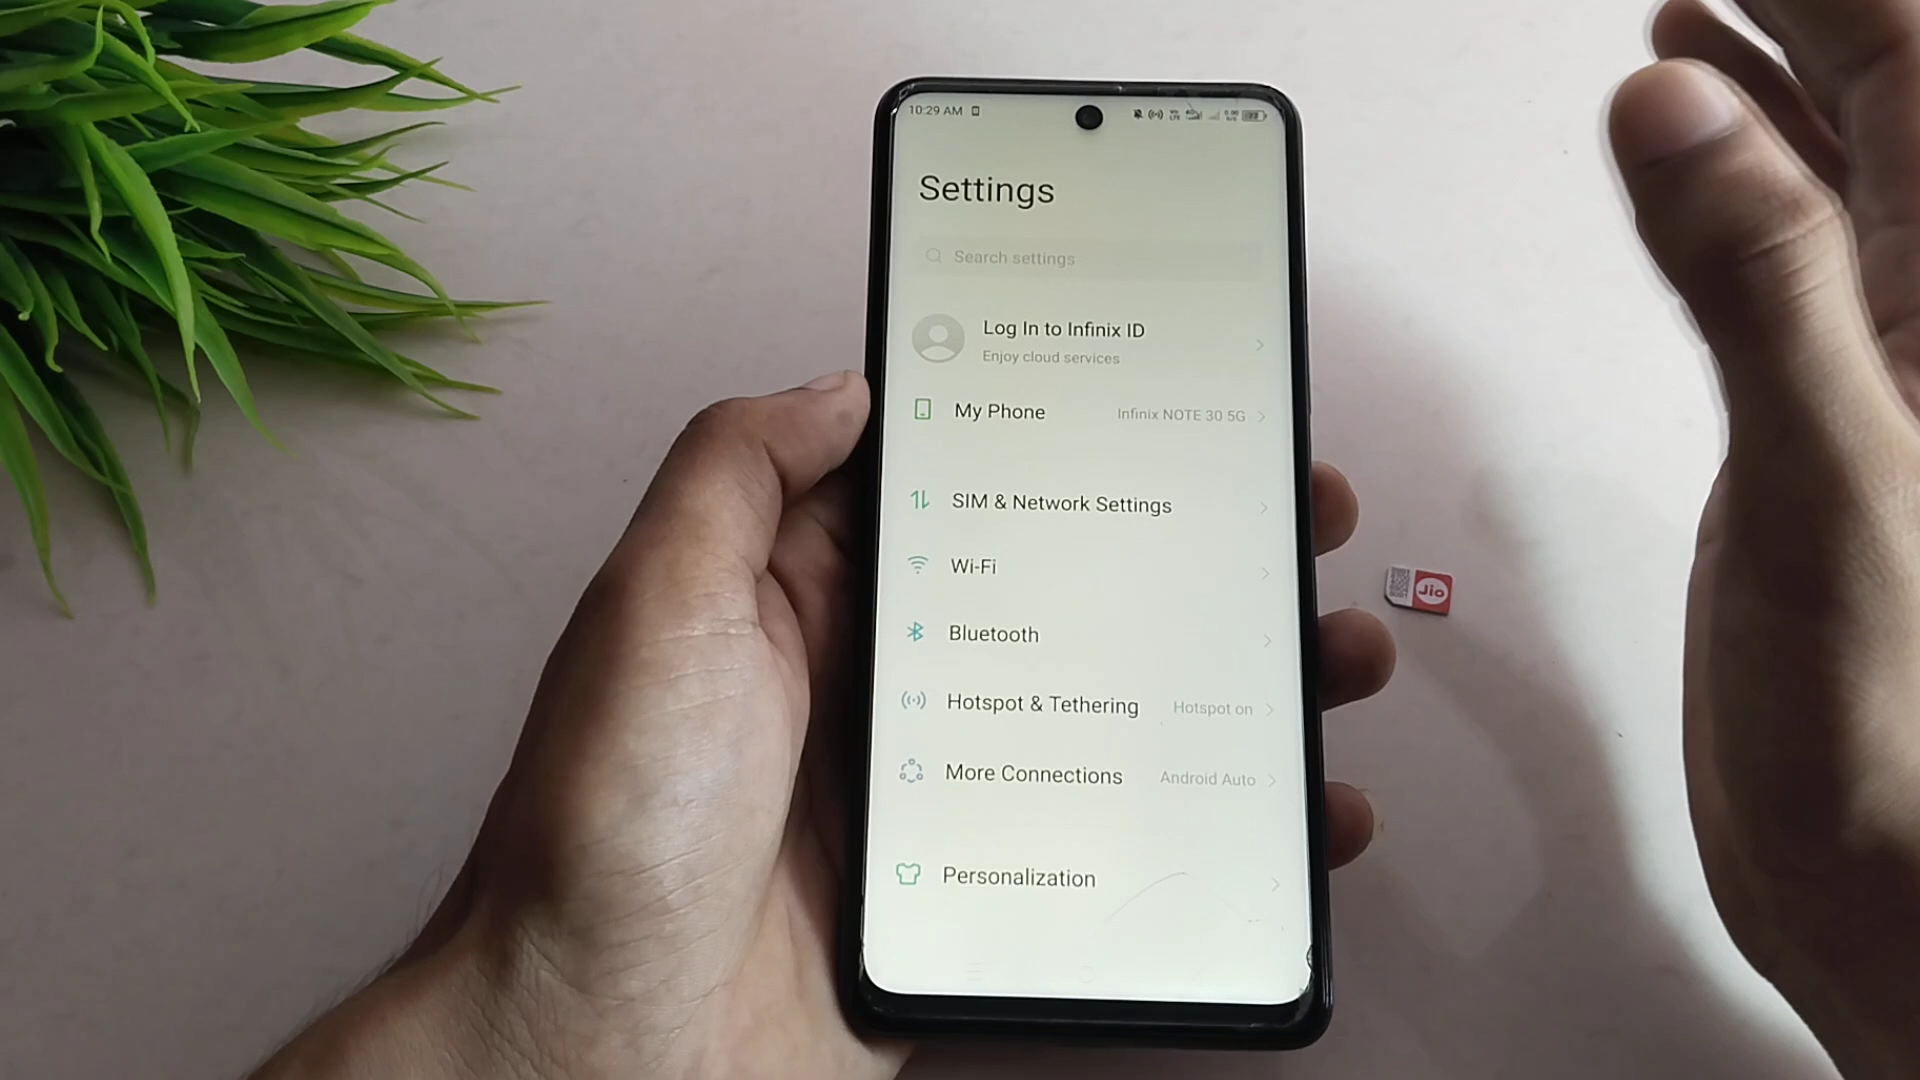 10:29 AM
Settings
Search settings
Log In to Infinix ID
Enjoy cloud services
My Phone
Infinix NOTE 30 5G
SIM & Network Settings
Wi-Fi
Bluetooth
Hotspot & Tethering
Hotspot on
More Connections
Android Auto
Personalization
Jio